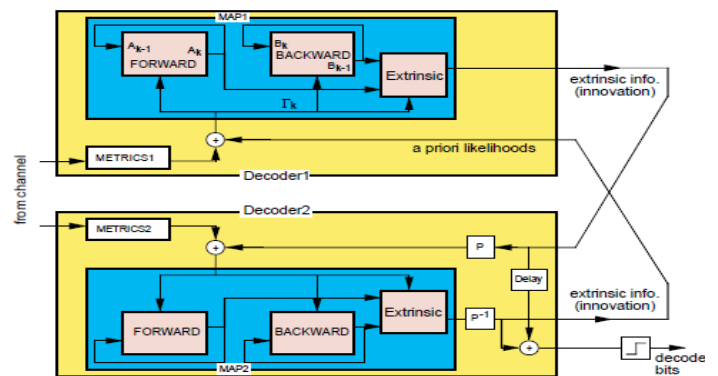 MAP1
A k-1
A k
FORWARD
B k
BACKWARD
B k-1
Extrinsic
Γk
extrinsic info.
(innovation)
+
a priori likelihoods
METRICS1
Decoder1
from channel
Decoder2
METRICS2
+
P
Delay
extrinsic info.
(innovation)
FORWARD
BACKWARD
Extrinsic
P-1
+
decode
bits
MAP2